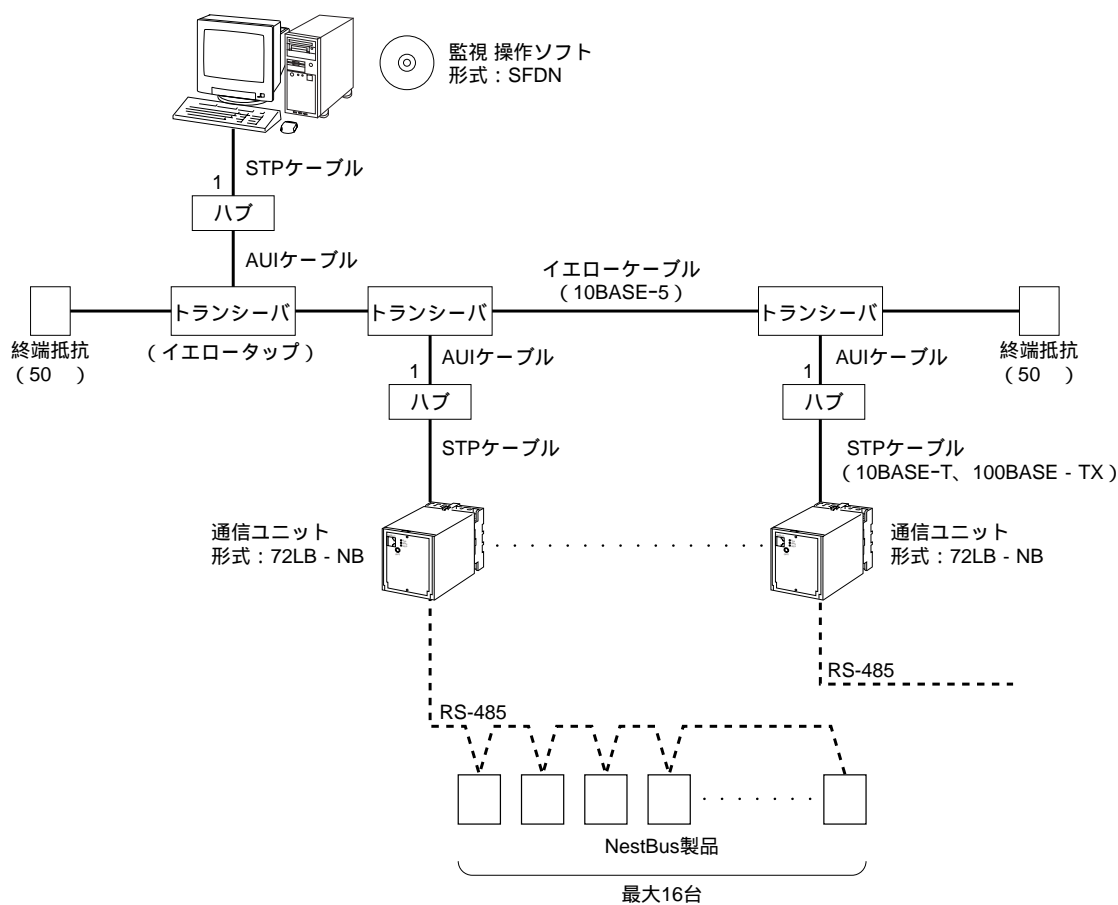 監視 操作ソフト
形式：SFDN
STPケーブル
1
ハブ
AUIケーブル
イエローケーブル
（10BASE-5）
トランシーバ
トランシーバ
トランシーバ
終端抵抗
（50　）
（イエロータップ）
AUIケーブル
1
ハブ
STPケーブル
AUIケーブル
1
ハブ
STPケーブル
（10BASE-T、100BASE - TX）
終端抵抗
（50　）
通信ユニット
形式：72LB - NB
通信ユニット
形式：72LB - NB
RS-485
RS-485
NestBus製品
最大16台